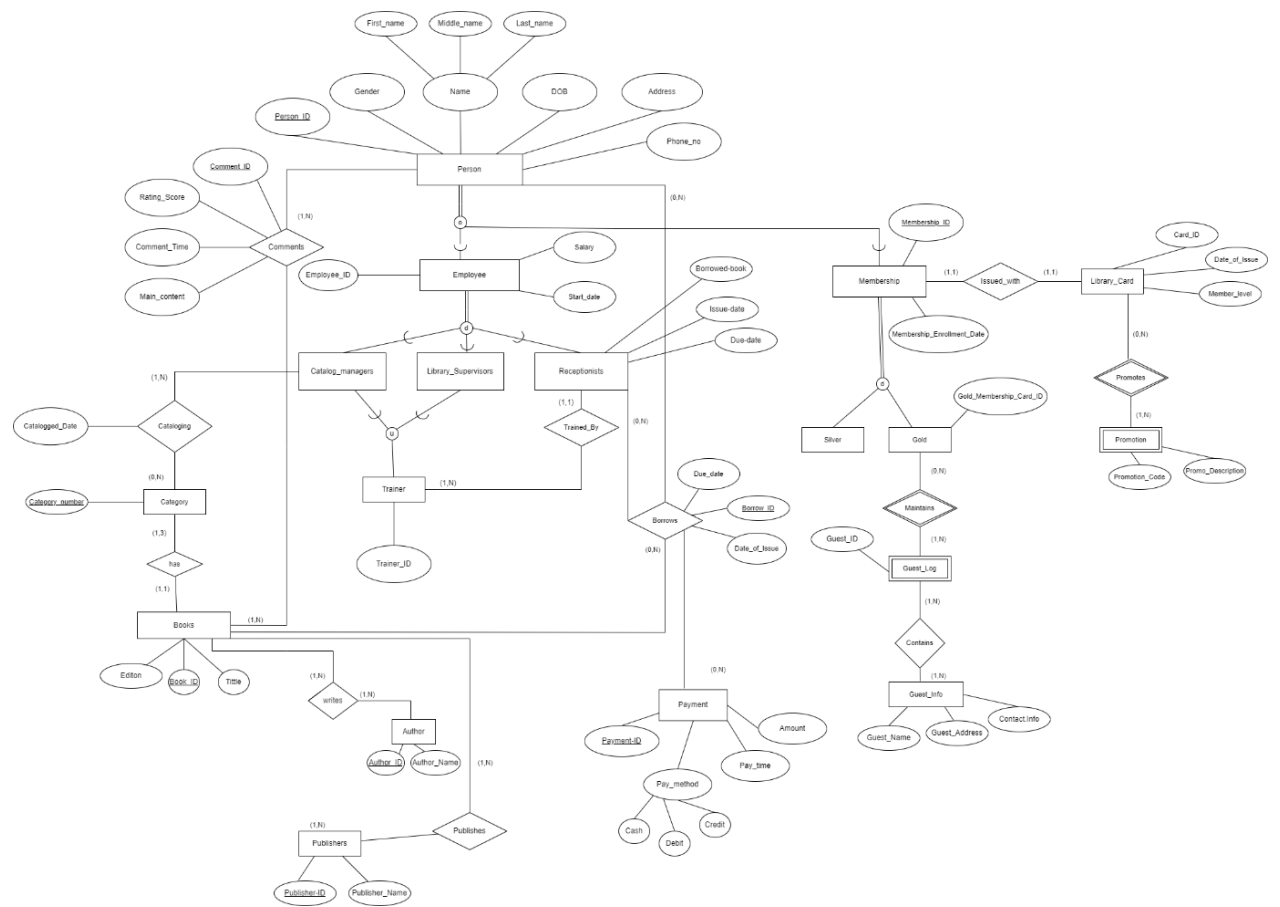 First_name
Middle_name
Last_name
Gender
Name
DOB
Address
Person_ID
Phone_no
Person
Comment_ID
Rating_Score
Comment_Time
Main_content
Comments
(1,N)
(0,N)
o
Employee_ID
Employee
Salary
Start_date
d
Catalog_managers
Library_Supervisors
Receptionists
Borrowed-book
Issue-date
Due-date
Membership_ID
Membership
Membership_Enrollment_Date
(1,1)
Issued_with
(1,1)
Library_Card
Card_ID
Date_of_Issue
Member_level
(0,N)
Promotes
(1,N)
Promotion
Promotion_Code
Promo_Description
d
Silver
Gold
Gold_Membership_Card_ID
(0,N)
Maintains
(1,N)
Guest_ID
Guest_Log
(1,N)
Contains
(1,N)
Guest_Info
Guest_Name
Guest_Address
Contact.Info
(1,N)
Catalogged_Date
Cataloging
(0,N)
Category_number
Category
(1,3)
has
(1,1)
u
Trainer
Trainer_ID
(1,1)
Trained_By
(1,N)
(0,N)
Due_date
Borrow_ID
Date_of_Issue
Borrows
(0,N)
Books
(1,N)
Editon
Book_ID
Tittle
(1,N)
writes
(1,N)
Author
Author_ID
Author_Name
(1,N)
Publishes
(1,N)
Publishers
Publisher-ID
Publisher_Name
(0,N)
Payment
Payment-ID
Amount
Pay_time
Pay_method
Cash
Debit
Credit